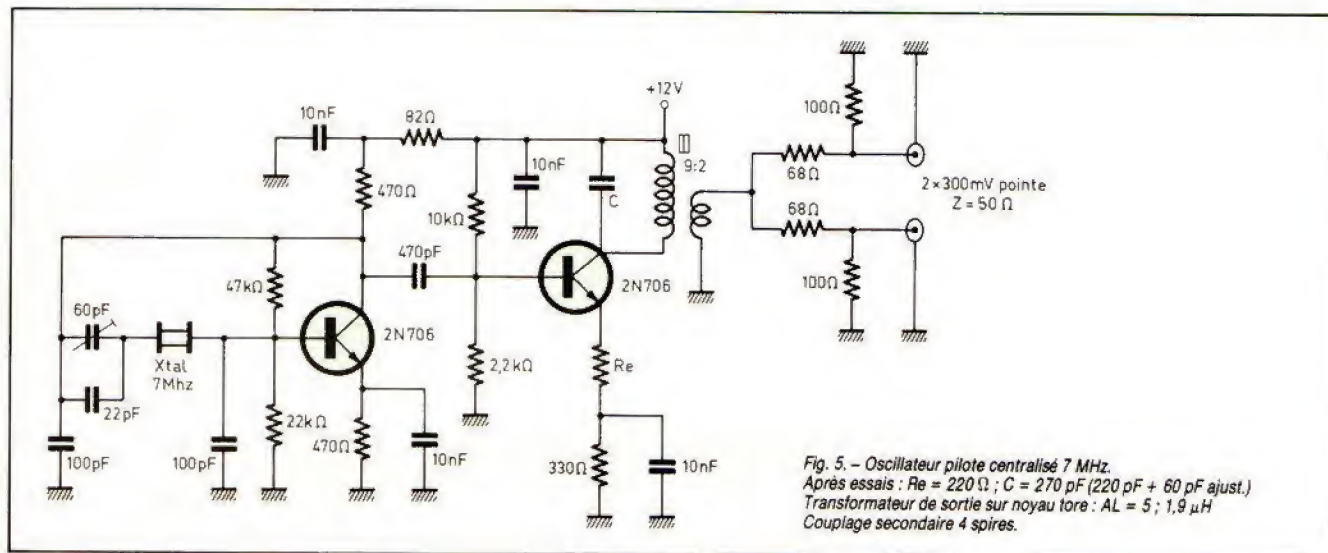 +12V
10nF
82Ω
100Ω
470Ω
10nF
C
9:2
68Ω
2×300mV pointe
Z = 50 Ω
10kΩ
470pF
68Ω
47kΩ
2N706
100Ω
60pF
2N706
Xtal
7Mhz
2,2kΩ
Re
22pF
22kΩ
470Ω
10nF
330Ω
10nF
100pF
100pF
Fig. 5. – Oscillateur pilote centralisé 7 MHz.
Après essais : Re = 220 Ω ; C = 270 pF (220 pF + 60 pF ajust.)
Transformateur de sortie sur noyau tore : AL = 5 ; 1,9 μH
Couplage secondaire 4 spires.